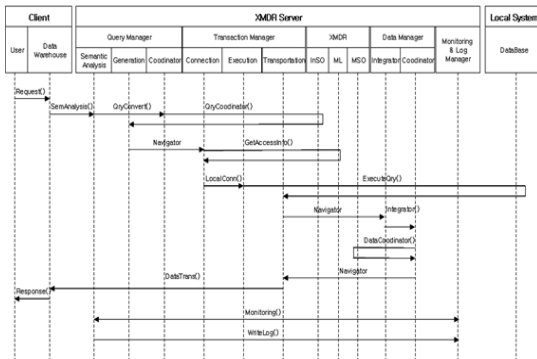 Client
XMDR Server
Local System
User
Data Warehouse
Query Manager
Transaction Manager
XMDR
Data Manager
Monitoring & Log Manager
DataBase
Semantic Analysis
Generation
Coordinator
Connection
Execution
Transportation
InSO
ML
MSO
Integrator
Coordinator
Request()
SemAnalysis()
QryConvert()
QryCoodinator()
Navigator
GetAccessInfo()
LocalConn()
ExecuteQry()
Navigator
Integrator()
DataCoodinator()
Navigator
DataTrans()
Response()
Monitoring()
WriteLog()